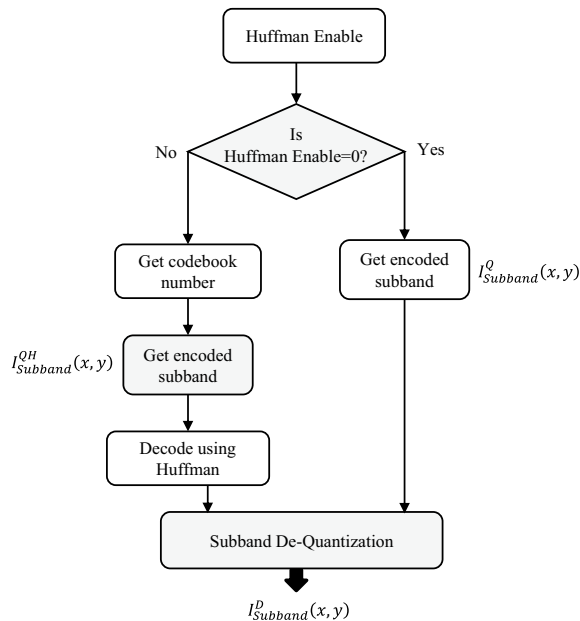 Huffman Enable
Is
Huffman Enable=0?
No
Yes
Get codebook
number
Get encoded
subband
I^Q_Subband(x, y)
I^QH_Subband(x, y)
Get encoded
subband
Decode using
Huffman
Subband De-Quantization
I^D_Subband(x, y)